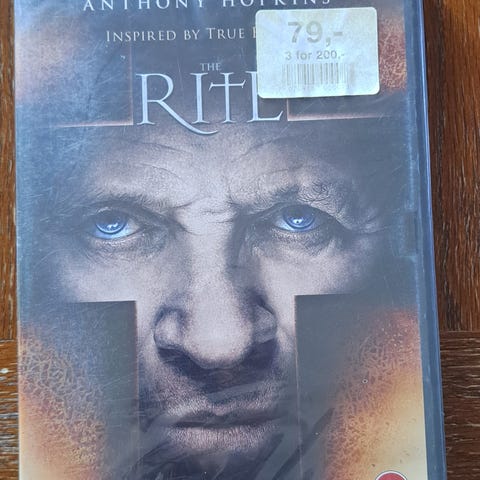 ANTHONY HOPKINS
INSPIRED BY TRUE
79,-
3 for 200,-
THE
RITE